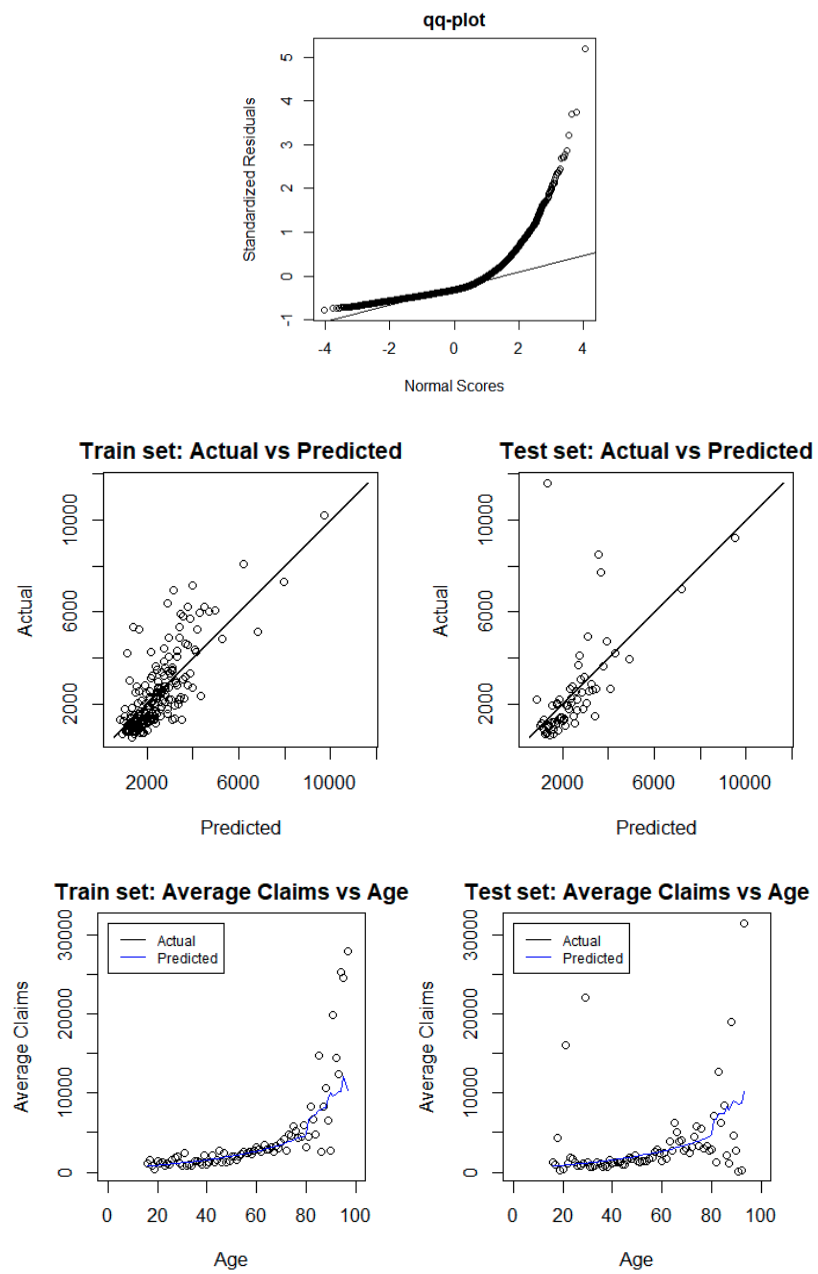 qq-plot
5
4
3
2
1
0
-1
Standardized Residuals
-4 -2 0 2 4
Normal Scores
Train set: Actual vs Predicted
10000
6000
2000
Actual
2000 6000 10000
Predicted
Test set: Actual vs Predicted
10000
6000
2000
Actual
2000 6000 10000
Predicted
Train set: Average Claims vs Age
Actual
Predicted
30000
20000
10000
0
Average Claims
0 20 40 60 80 100
Age
Test set: Average Claims vs Age
Actual
Predicted
30000
20000
10000
0
Average Claims
0 20 40 60 80 100
Age